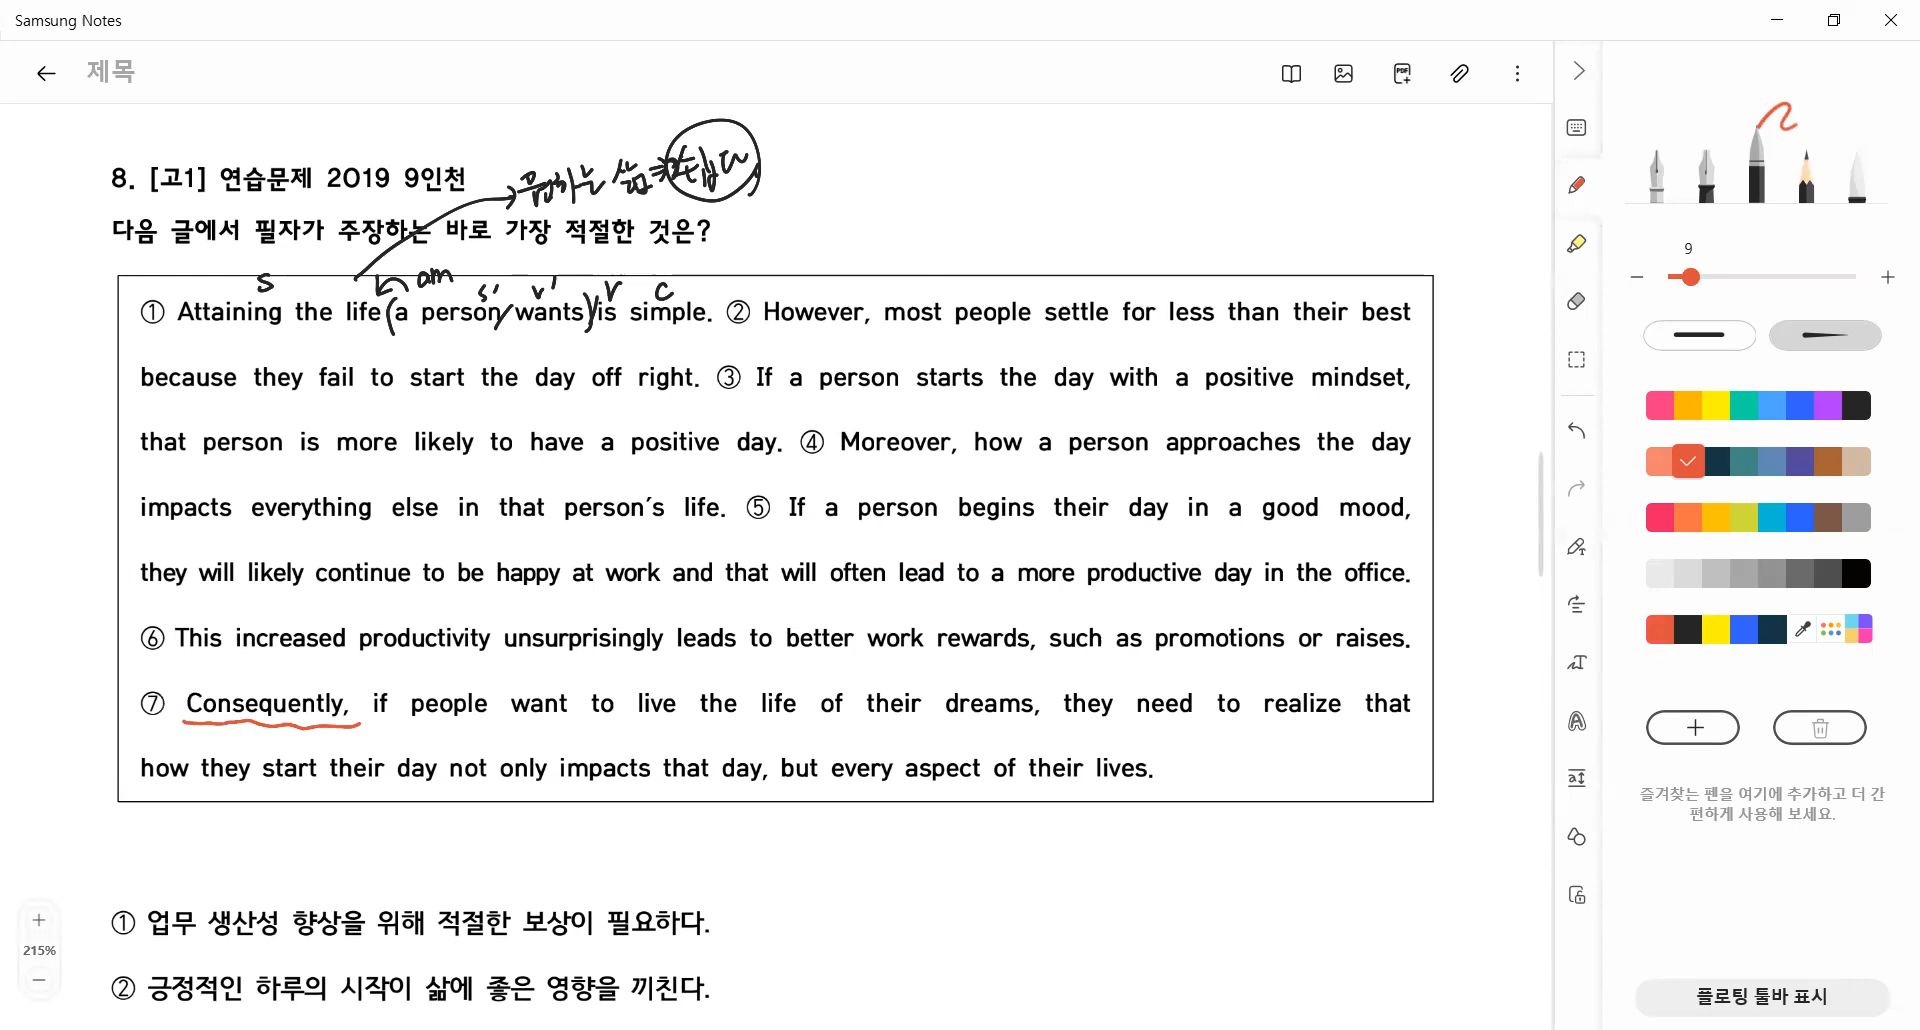 Samsung Notes
제목
8. [고1] 연습문제 2019 9인천
원하는 삶
다음 글에서 필자가 주장하는 바로 가장 적절한 것은?
s am s' v' v c
① Attaining the life (a person/wants) is simple. ② However, most people settle for less than their best
because they fail to start the day off right. ③ If a person starts the day with a positive mindset,
that person is more likely to have a positive day. ④ Moreover, how a person approaches the day
impacts everything else in that person´s life. ⑤ If a person begins their day in a good mood,
they will likely continue to be happy at work and that will often lead to a more productive day in the office.
⑥ This increased productivity unsurprisingly leads to better work rewards, such as promotions or raises.
⑦ Consequently, if people want to live the life of their dreams, they need to realize that
how they start their day not only impacts that day, but every aspect of their lives.
① 업무 생산성 향상을 위해 적절한 보상이 필요하다.
② 긍정적인 하루의 시작이 삶에 좋은 영향을 끼친다.
215%
9
즐겨찾는 펜을 여기에 추가하고 더 간
편하게 사용해 보세요.
플로팅 툴바 표시